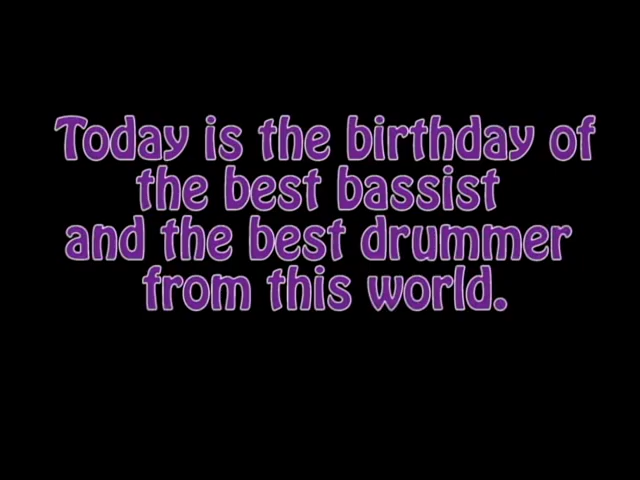 Today is the birthday of
the best bassist
and the best drummer
from this world.